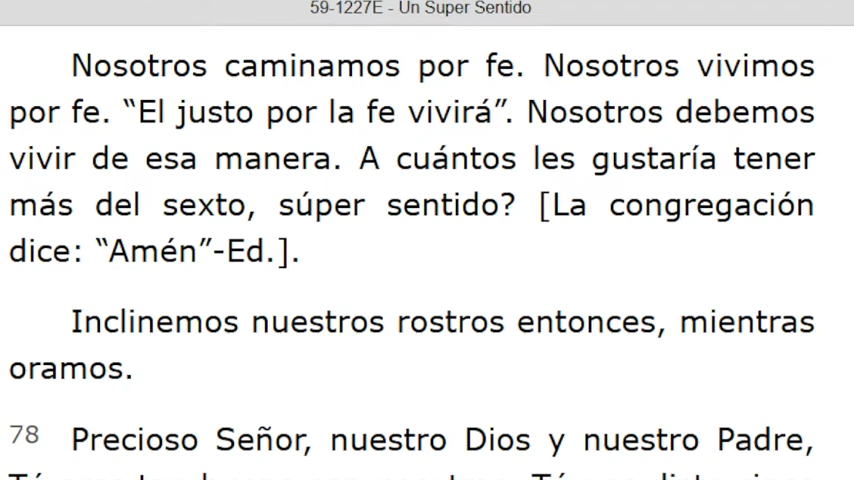 59-1227E - Un Super Sentido
Nosotros caminamos por fe. Nosotros vivimos
por fe. “El justo por la fe vivirá”. Nosotros debemos
vivir de esa manera. A cuántos les gustaría tener
más del sexto, súper sentido? [La congregación
dice: “Amén”-Ed.].
Inclinemos nuestros rostros entonces, mientras
oramos.
78 Precioso Señor, nuestro Dios y nuestro Padre,